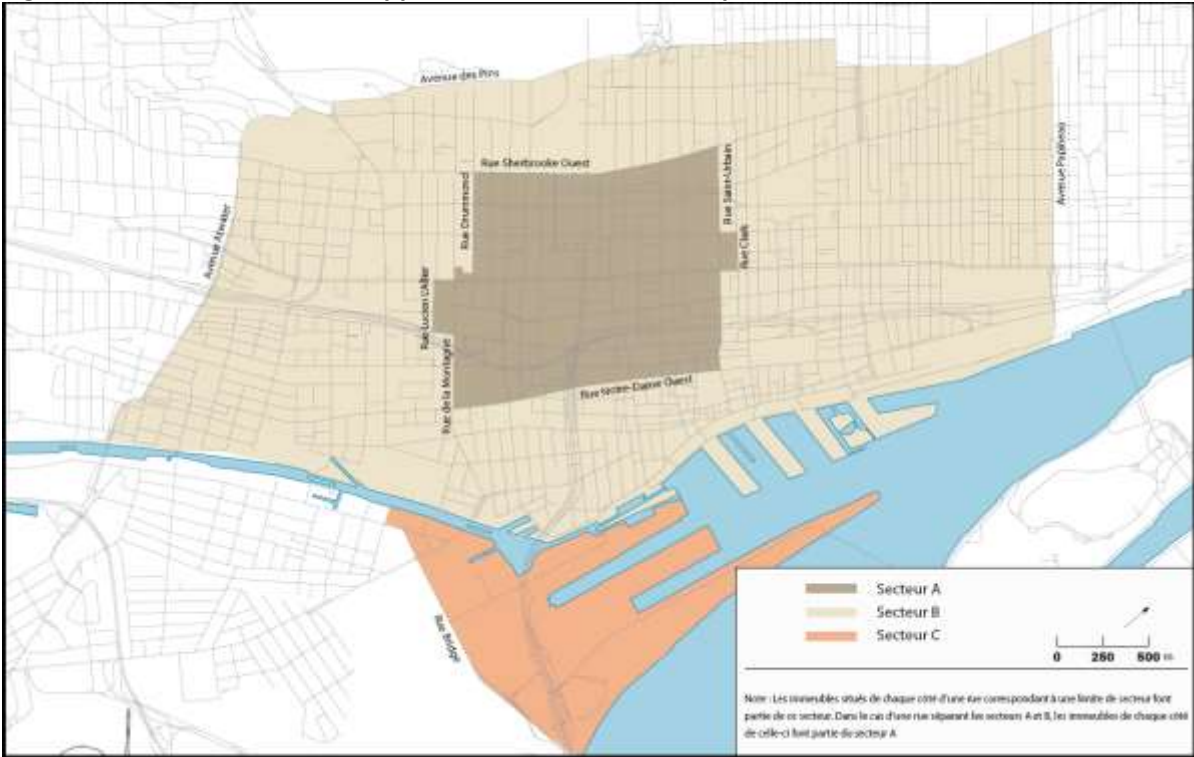 Avenue des Pins
Rue Sherbrooke Ouest
Rue Saint-Urbain
Avenue Papineau
Rue Drummond
Avenue Atwater
Rue Clark
Rue Lucien L'Allier
Rue de la Montagne
Rue Notre-Dame Ouest
Rue Bridge
Secteur A
Secteur B
Secteur C
0 250 500 m
Note : Les immeubles situés de chaque côté d'une rue correspondant à une limite de secteur font
partie de ce secteur. Dans le cas d'une rue séparant les secteurs A et B, les immeubles de chaque côté
de celle-ci font partie du secteur A